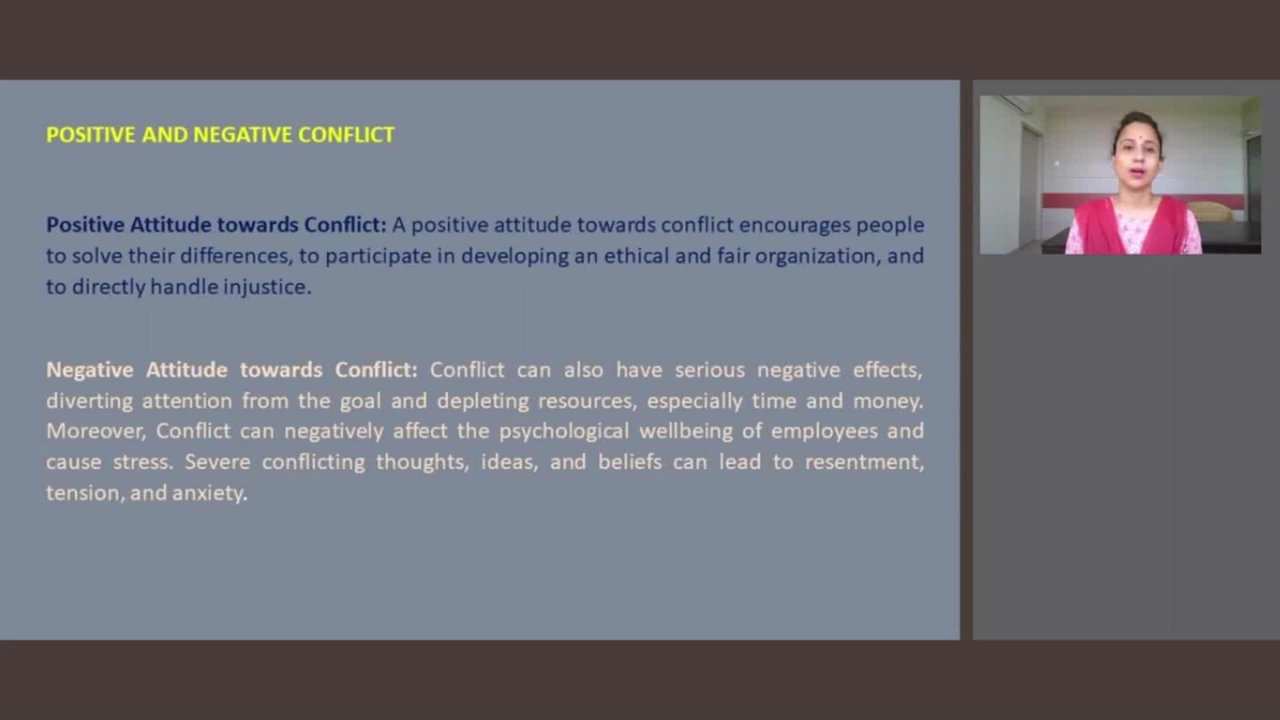 POSITIVE AND NEGATIVE CONFLICT
Positive Attitude towards Conflict: A positive attitude towards conflict encourages people
to solve their differences, to participate in developing an ethical and fair organization, and
to directly handle injustice.
Negative Attitude towards Conflict: Conflict can also have serious negative effects,
diverting attention from the goal and depleting resources, especially time and money.
Moreover, Conflict can negatively affect the psychological wellbeing of employees and
cause stress. Severe conflicting thoughts, ideas, and beliefs can lead to resentment,
tension, and anxiety.